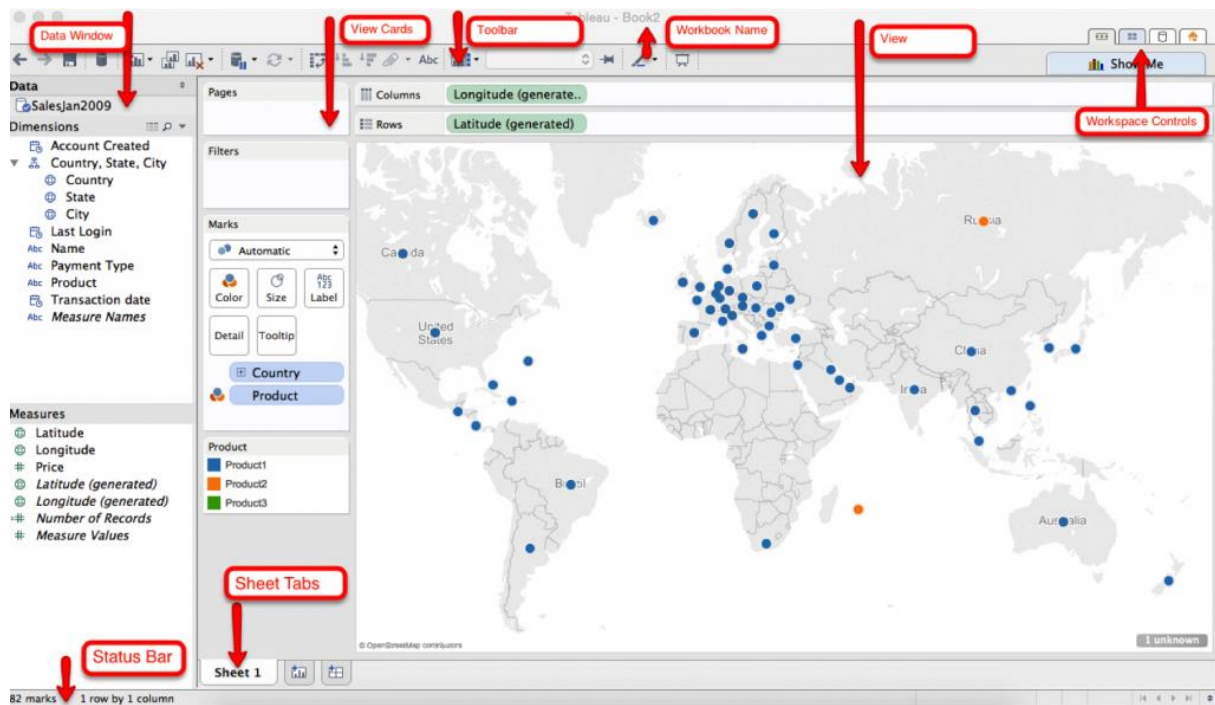 Tableau - Book2
Data Window
View Cards
Toolbar
Workbook Name
View
Workspace Controls
Abc
Show Me
Data
SalesJan2009
Dimensions
Account Created
Country, State, City
Country
State
City
Last Login
Abc Name
Abc Payment Type
Abc Product
Transaction date
Abc Measure Names
Measures
Latitude
Longitude
# Price
Latitude (generated)
Longitude (generated)
# Number of Records
# Measure Values
Pages
Filters
Marks
Automatic
Color
Size
Abc
123
Label
Detail
Tooltip
Country
Product
Product
Product1
Product2
Product3
Columns
Longitude (generate..
Rows
Latitude (generated)
Canada
United
States
Brazil
Russia
China
India
Australia
© OpenStreetMap contributors
1 unknown
Sheet Tabs
Sheet 1
Status Bar
82 marks
1 row by 1 column